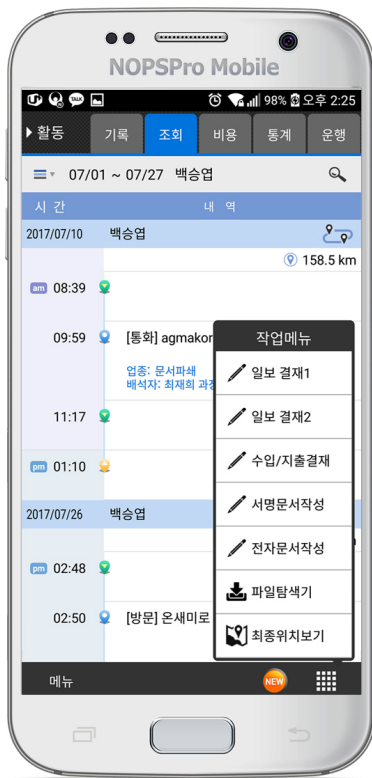 NOPSPro Mobile
TALK 98% 오후 2:25
활동 기록 조회 비용 통계 운행
07/01 ~ 07/27 백승엽
시 간 내 역
2017/07/10 백승엽
158.5 km
am 08:39
09:59 [통화] agmakor
업종: 문서파쇄
배석자: 최재희 과장
11:17
pm 01:10
2017/07/26 백승엽
pm 02:48
02:50 [방문] 온새미로
작업메뉴
일보 결재1
일보 결재2
수입/지출결재
서명문서작성
전자문서작성
파일탐색기
최종위치보기
메뉴 NEW